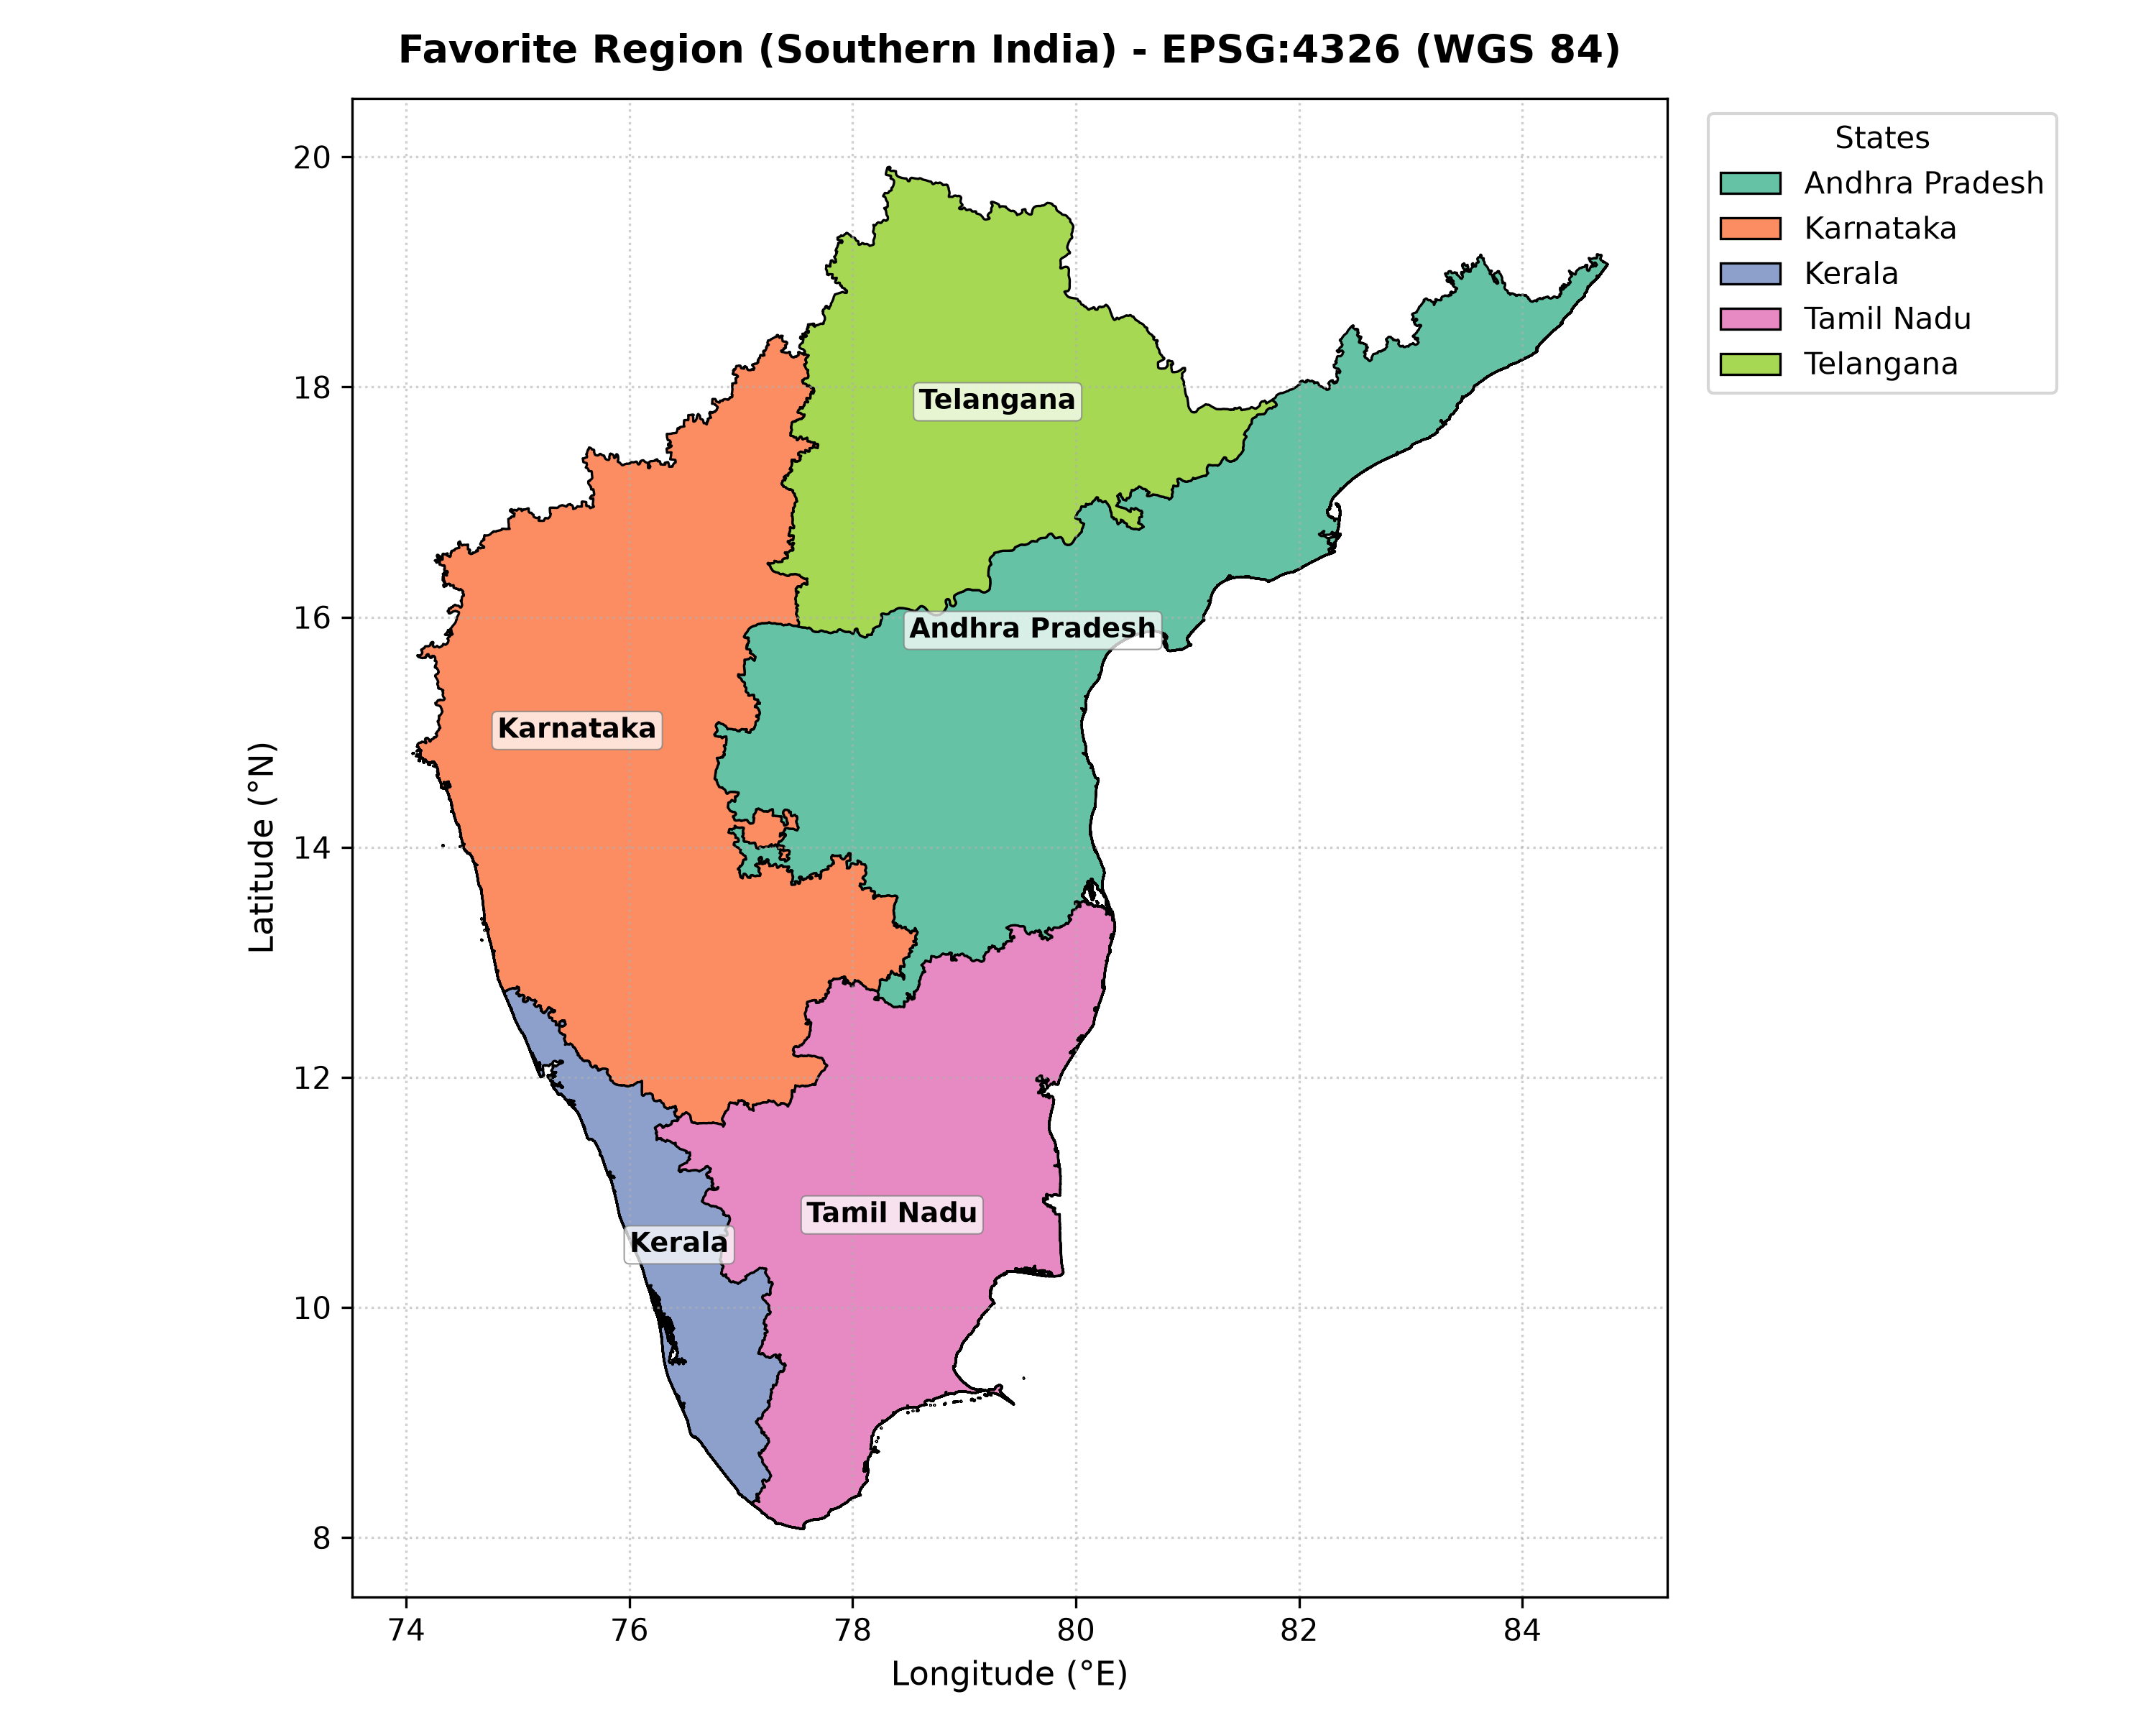 Favorite Region (Southern India) - EPSG:4326 (WGS 84)
States
Andhra Pradesh
Karnataka
Kerala
Tamil Nadu
Telangana
20
18
16
14
12
10
8
Latitude (°N)
Telangana
Andhra Pradesh
Karnataka
Tamil Nadu
Kerala
74 76 78 80 82 84
Longitude (°E)